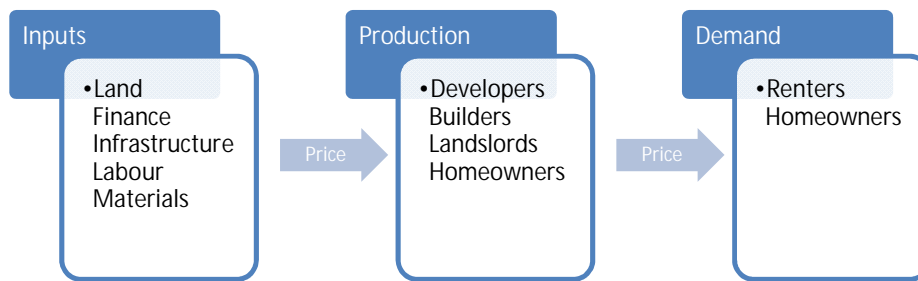 Inputs
•Land
Finance
Infrastructure
Labour
Materials
Price
Production
•Developers
Builders
Landslords
Homeowners
Price
Demand
•Renters
Homeowners